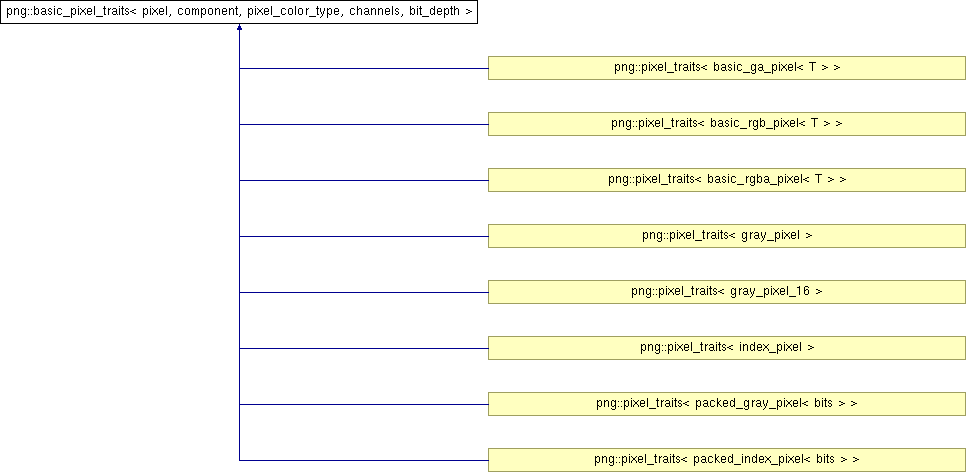 png::basic_pixel_traits< pixel, component, pixel_color_type, channels, bit_depth >
png::pixel_traits< basic_ga_pixel< T > >
png::pixel_traits< basic_rgb_pixel< T > >
png::pixel_traits< basic_rgba_pixel< T > >
png::pixel_traits< gray_pixel >
png::pixel_traits< gray_pixel_16 >
png::pixel_traits< index_pixel >
png::pixel_traits< packed_gray_pixel< bits > >
png::pixel_traits< packed_index_pixel< bits > >